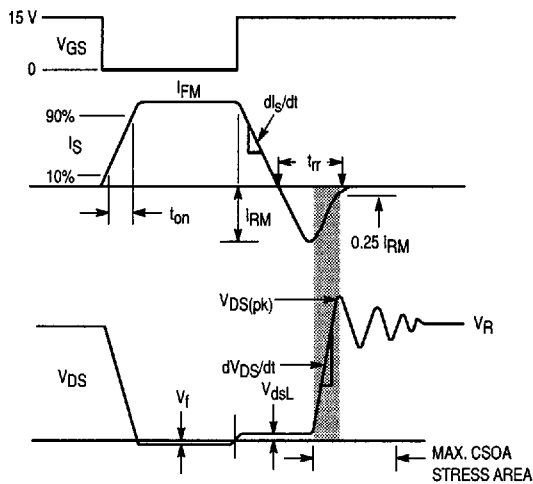 15 V
VGS
0
IFM
90%
dIS/dt
IS
trr
10%
ton
IRM
0.25 IRM
VDS(pk)
VR
dVDS/dt
VDS
Vf
VdsL
MAX. CSOA
STRESS AREA